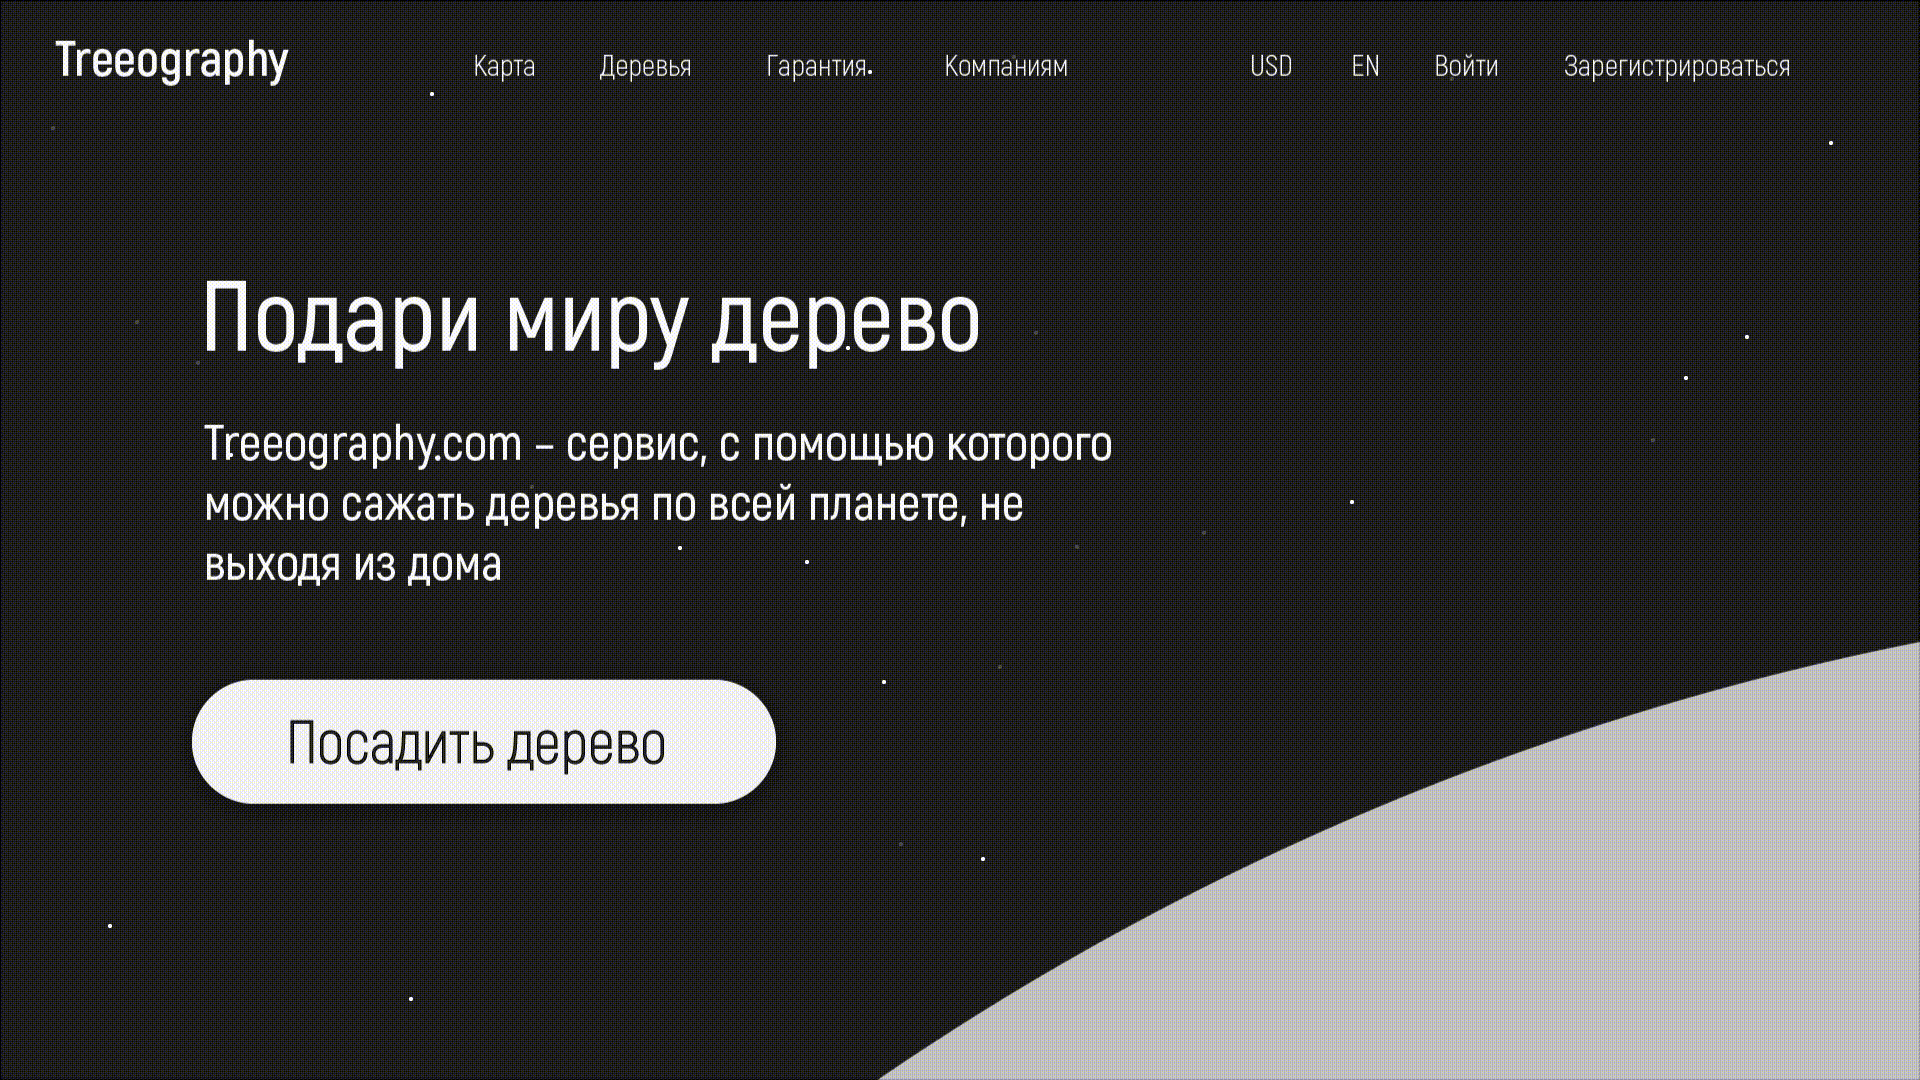 Treeography
Карта Деревья Гарантия Компаниям USD EN Войти Зарегистрироваться
Подари миру дерево
Treeography.com – сервис, с помощью которого
можно сажать деревья по всей планете, не
выходя из дома
Посадить дерево